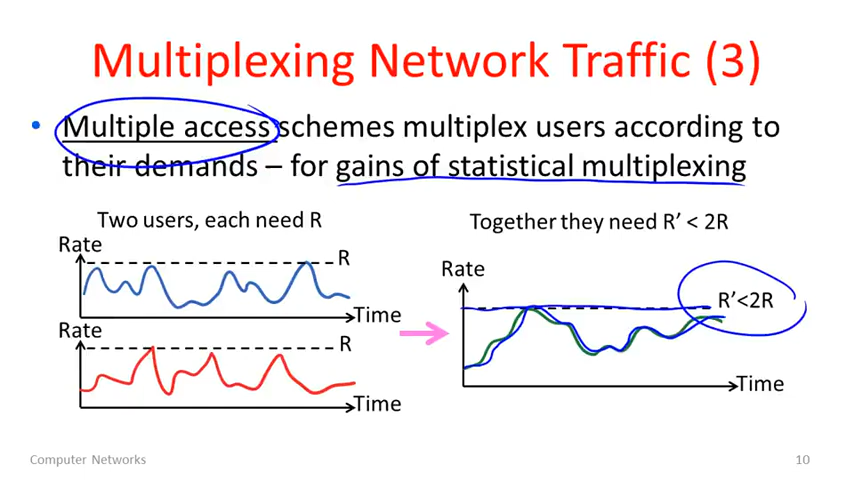 Multiplexing Network Traffic (3)
• Multiple access schemes multiplex users according to
their demands – for gains of statistical multiplexing
Two users, each need R
Rate
R
Time
Rate
R
Time
Together they need R’ < 2R
Rate
R’<2R
Time
Computer Networks
10